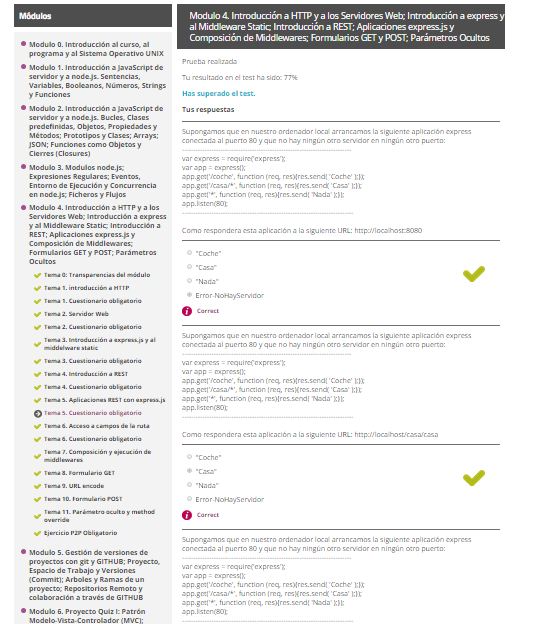 Módulos
Modulo 0. Introducción al curso, al
programa y al Sistema Operativo UNIX
Modulo 1. Introducción a JavaScript de
servidor y a node.js. Sentencias,
Variables, Booleanos, Números, Strings
y Funciones
Modulo 2. Introducción a JavaScript de
servidor y a node.js. Bucles, Clases
predefinidas, Objetos, Propiedades y
Métodos; Prototipos y Clases; Arrays;
JSON; Funciones como Objetos y
Cierres (Closures)
Modulo 3. Modulos node.js;
Expresiones Regulares; Eventos,
Entorno de Ejecución y Concurrencia
en node.js; Ficheros y Flujos
Modulo 4. Introducción a HTTP y a los
Servidores Web; Introducción a express
y al Middleware Static; Introducción a
REST; Aplicaciones express.js y
Composición de Middlewares;
Formularios GET y POST; Parámetros
Ocultos
Tema 0: Transparencias del módulo
Tema 1. introducción a HTTP
Tema 1. Cuestionario obligatorio
Tema 2. Servidor Web
Tema 2. Cuestionario obligatorio
Tema 3. Introducción a express.js y al
middelware static
Tema 3. Cuestionario obligatorio
Tema 4. Introducción a REST
Tema 4. Cuestionario obligatorio
Tema 5. Aplicaciones REST con express.js
Tema 5. Cuestionario obligatorio
Tema 6. Acceso a campos de la ruta
Tema 6. Cuestionario obligatorio
Tema 7. Composición y ejecución de
middlewares
Tema 8. Formulario GET
Tema 9. URL encode
Tema 10. Formulario POST
Tema 11. Parámetro oculto y method
override
Ejercicio P2P Obligatorio
Modulo 5. Gestión de versiones de
proyectos con git y GITHUB; Proyecto,
Espacio de Trabajo y Versiones
(Commit); Arboles y Ramas de un
proyecto; Repositorios Remoto y
colaboración a través de GITHUB
Modulo 6. Proyecto Quiz I: Patrón
Modelo-Vista-Controlador (MVC);
Modulo 4. Introducción a HTTP y a los Servidores Web; Introducción a express y
al Middleware Static; Introducción a REST; Aplicaciones express.js y
Composición de Middlewares; Formularios GET y POST; Parámetros Ocultos
Prueba realizada
Tu resultado en el test ha sido: 77%
Has superado el test.
Tus respuestas
Supongamos que en nuestro ordenador local arrancamos la siguiente aplicación express
conectada al puerto 80 y que no hay ningún otro servidor en ningún otro puerto:
var express = require('express');
var app = express();
app.get('/coche', function (req, res){res.send( 'Coche' );});
app.get('/casa/*', function (req, res){res.send( 'Casa' );});
app.get('*', function (req, res){res.send( 'Nada' );});
app.listen(80);
Como respondera esta aplicación a la siguiente URL: http://localhost:8080
"Coche"
"Casa"
"Nada"
Error-NoHayServidor
Correct
Supongamos que en nuestro ordenador local arrancamos la siguiente aplicación express
conectada al puerto 80 y que no hay ningún otro servidor en ningún otro puerto:
var express = require('express');
var app = express();
app.get('/coche', function (req, res){res.send( 'Coche' );});
app.get('/casa/*', function (req, res){res.send( 'Casa' );});
app.get('*', function (req, res){res.send( 'Nada' );});
app.listen(80);
Como respondera esta aplicación a la siguiente URL: http://localhost/casa/casa
"Coche"
"Casa"
"Nada"
Error-NoHayServidor
Correct
Supongamos que en nuestro ordenador local arrancamos la siguiente aplicación express
conectada al puerto 80 y que no hay ningún otro servidor en ningún otro puerto:
var express = require('express');
var app = express();
app.get('/coche', function (req, res){res.send( 'Coche' );});
app.get('/casa/*', function (req, res){res.send( 'Casa' );});
app.get('*', function (req, res){res.send( 'Nada' );});
app.listen(80);